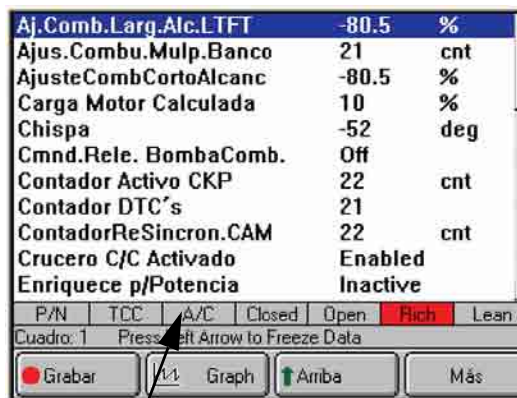 Aj.Comb.Larg.Alc.LTFT -80.5 %
Ajus.Combu.Mulp.Banco 21 cnt
AjusteCombCortoAlcanc -80.5 %
Carga Motor Calculada 10 %
Chispa -52 deg
Cmnd.Rele. BombaComb. Off
Contador Activo CKP 22 cnt
Contador DTC´s 21
ContadorReSincron.CAM 22 cnt
Crucero C/C Activado Enabled
Enriquece p/Potencia Inactive
P/N TCC A/C Closed Open Rich Lean
Cuadro: 1 Press Left Arrow to Freeze Data
Grabar Graph Arriba Más